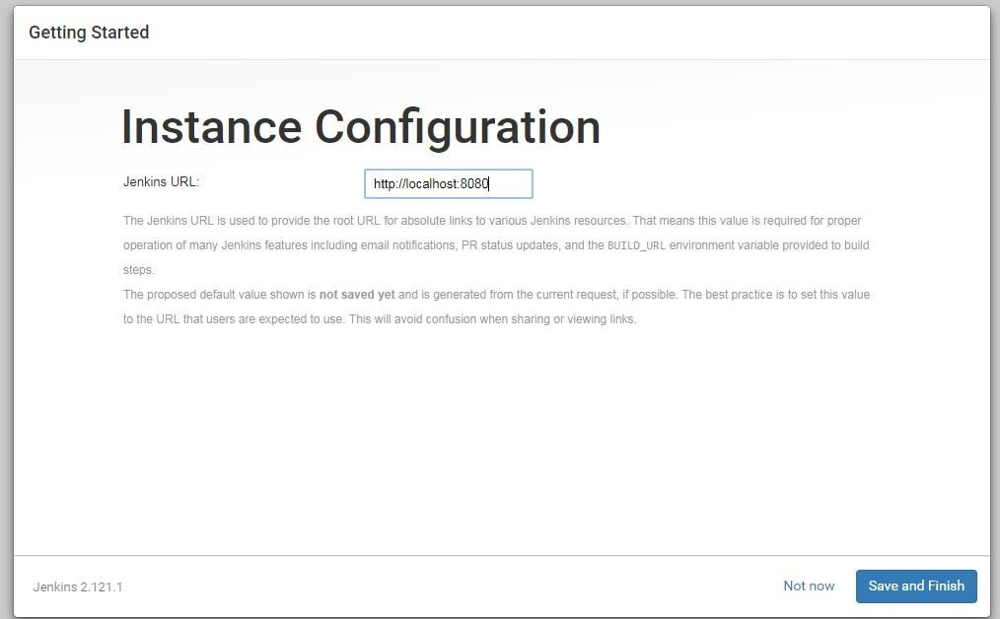 Getting Started
Instance Configuration
Jenkins URL: http://localhost:8080
The Jenkins URL is used to provide the root URL for absolute links to various Jenkins resources. That means this value is required for proper
operation of many Jenkins features including email notifications, PR status updates, and the BUILD_URL environment variable provided to build
steps.
The proposed default value shown is not saved yet and is generated from the current request, if possible. The best practice is to set this value
to the URL that users are expected to use. This will avoid confusion when sharing or viewing links.
Jenkins 2.121.1 Not now Save and Finish